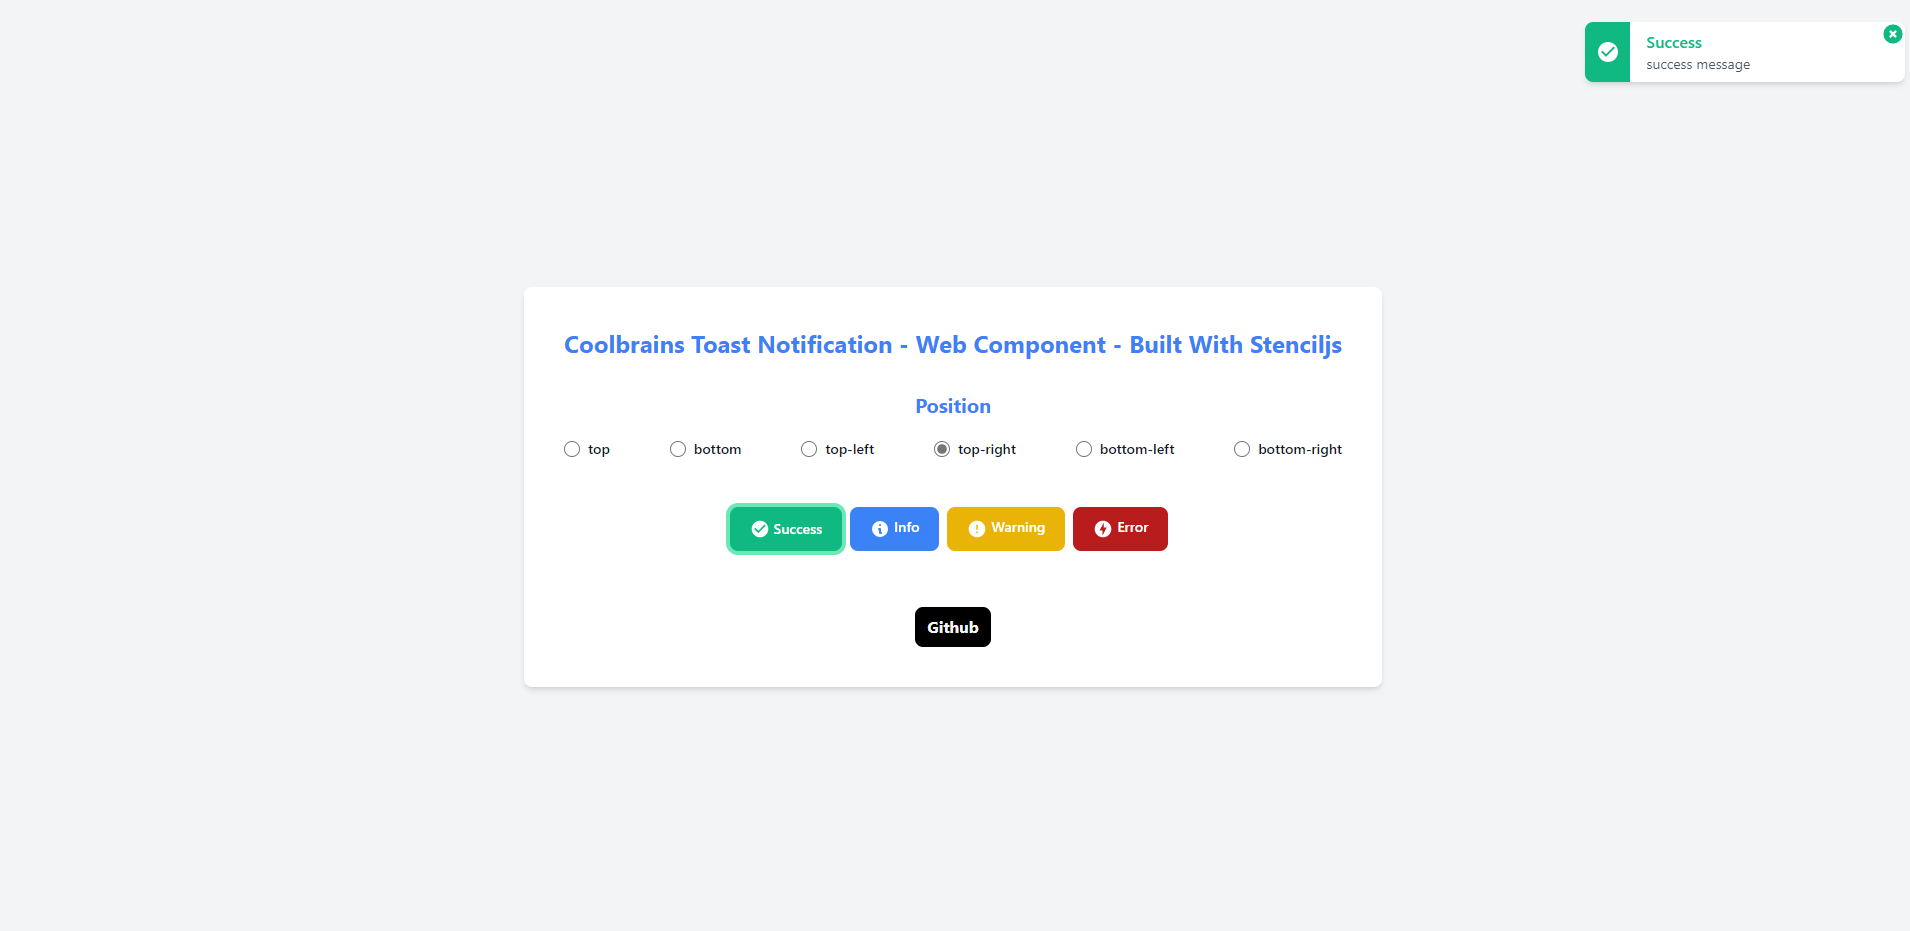 Success
success message
Coolbrains Toast Notification - Web Component - Built With Stenciljs
Position
top bottom top-left top-right bottom-left bottom-right
Success Info Warning Error
Github